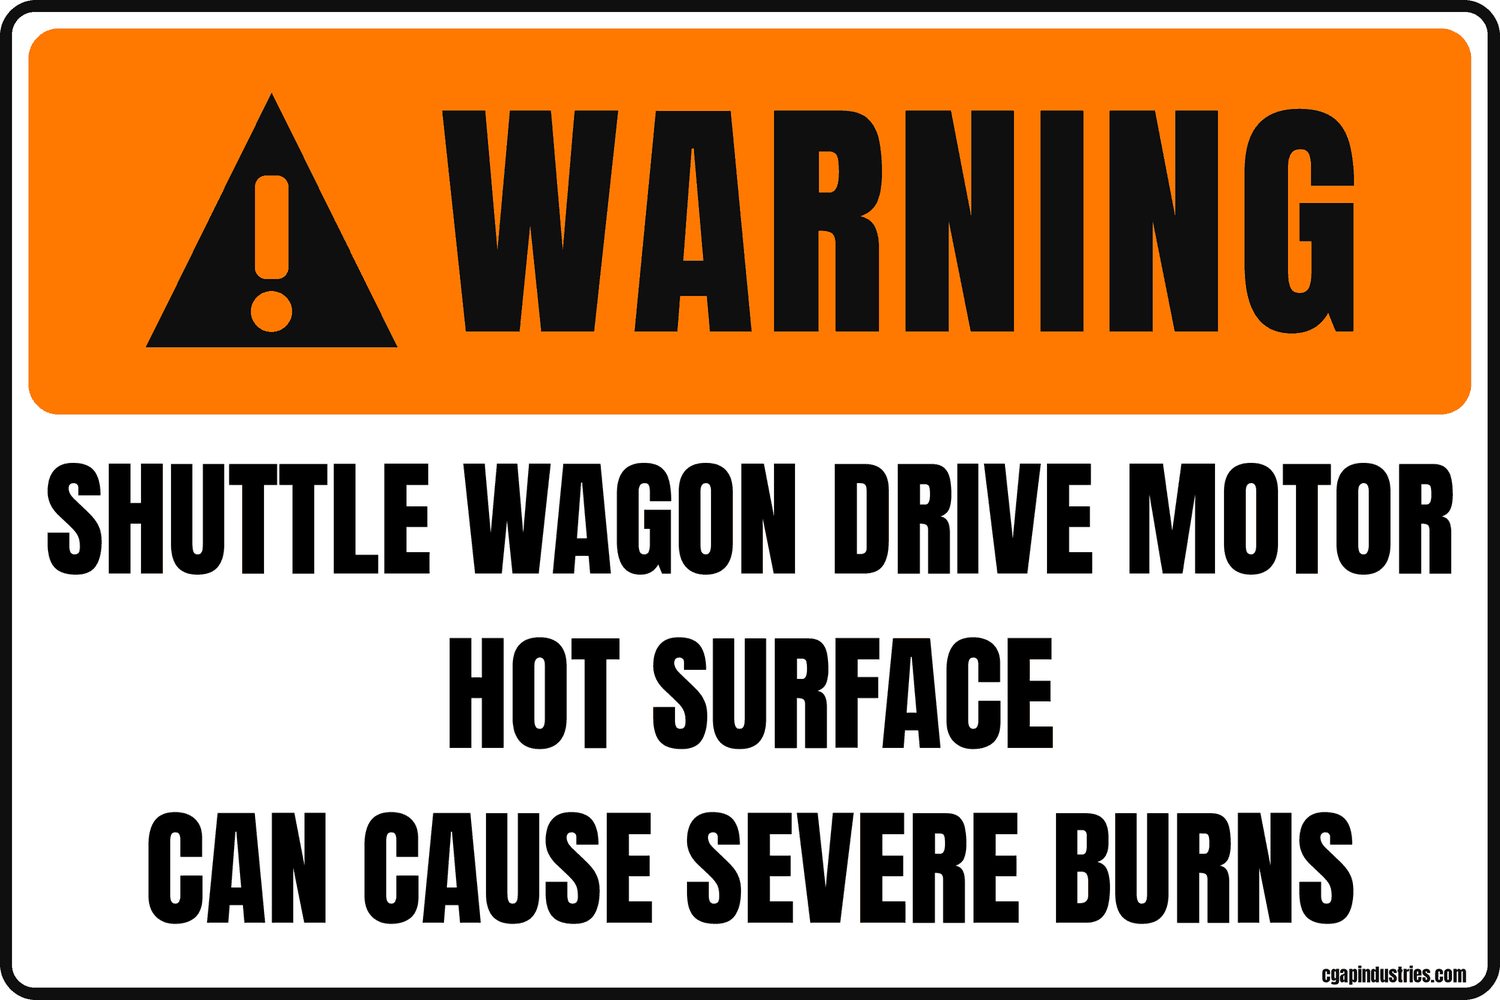 WARNING
SHUTTLE WAGON DRIVE MOTOR
HOT SURFACE
CAN CAUSE SEVERE BURNS
cgapindustries.com